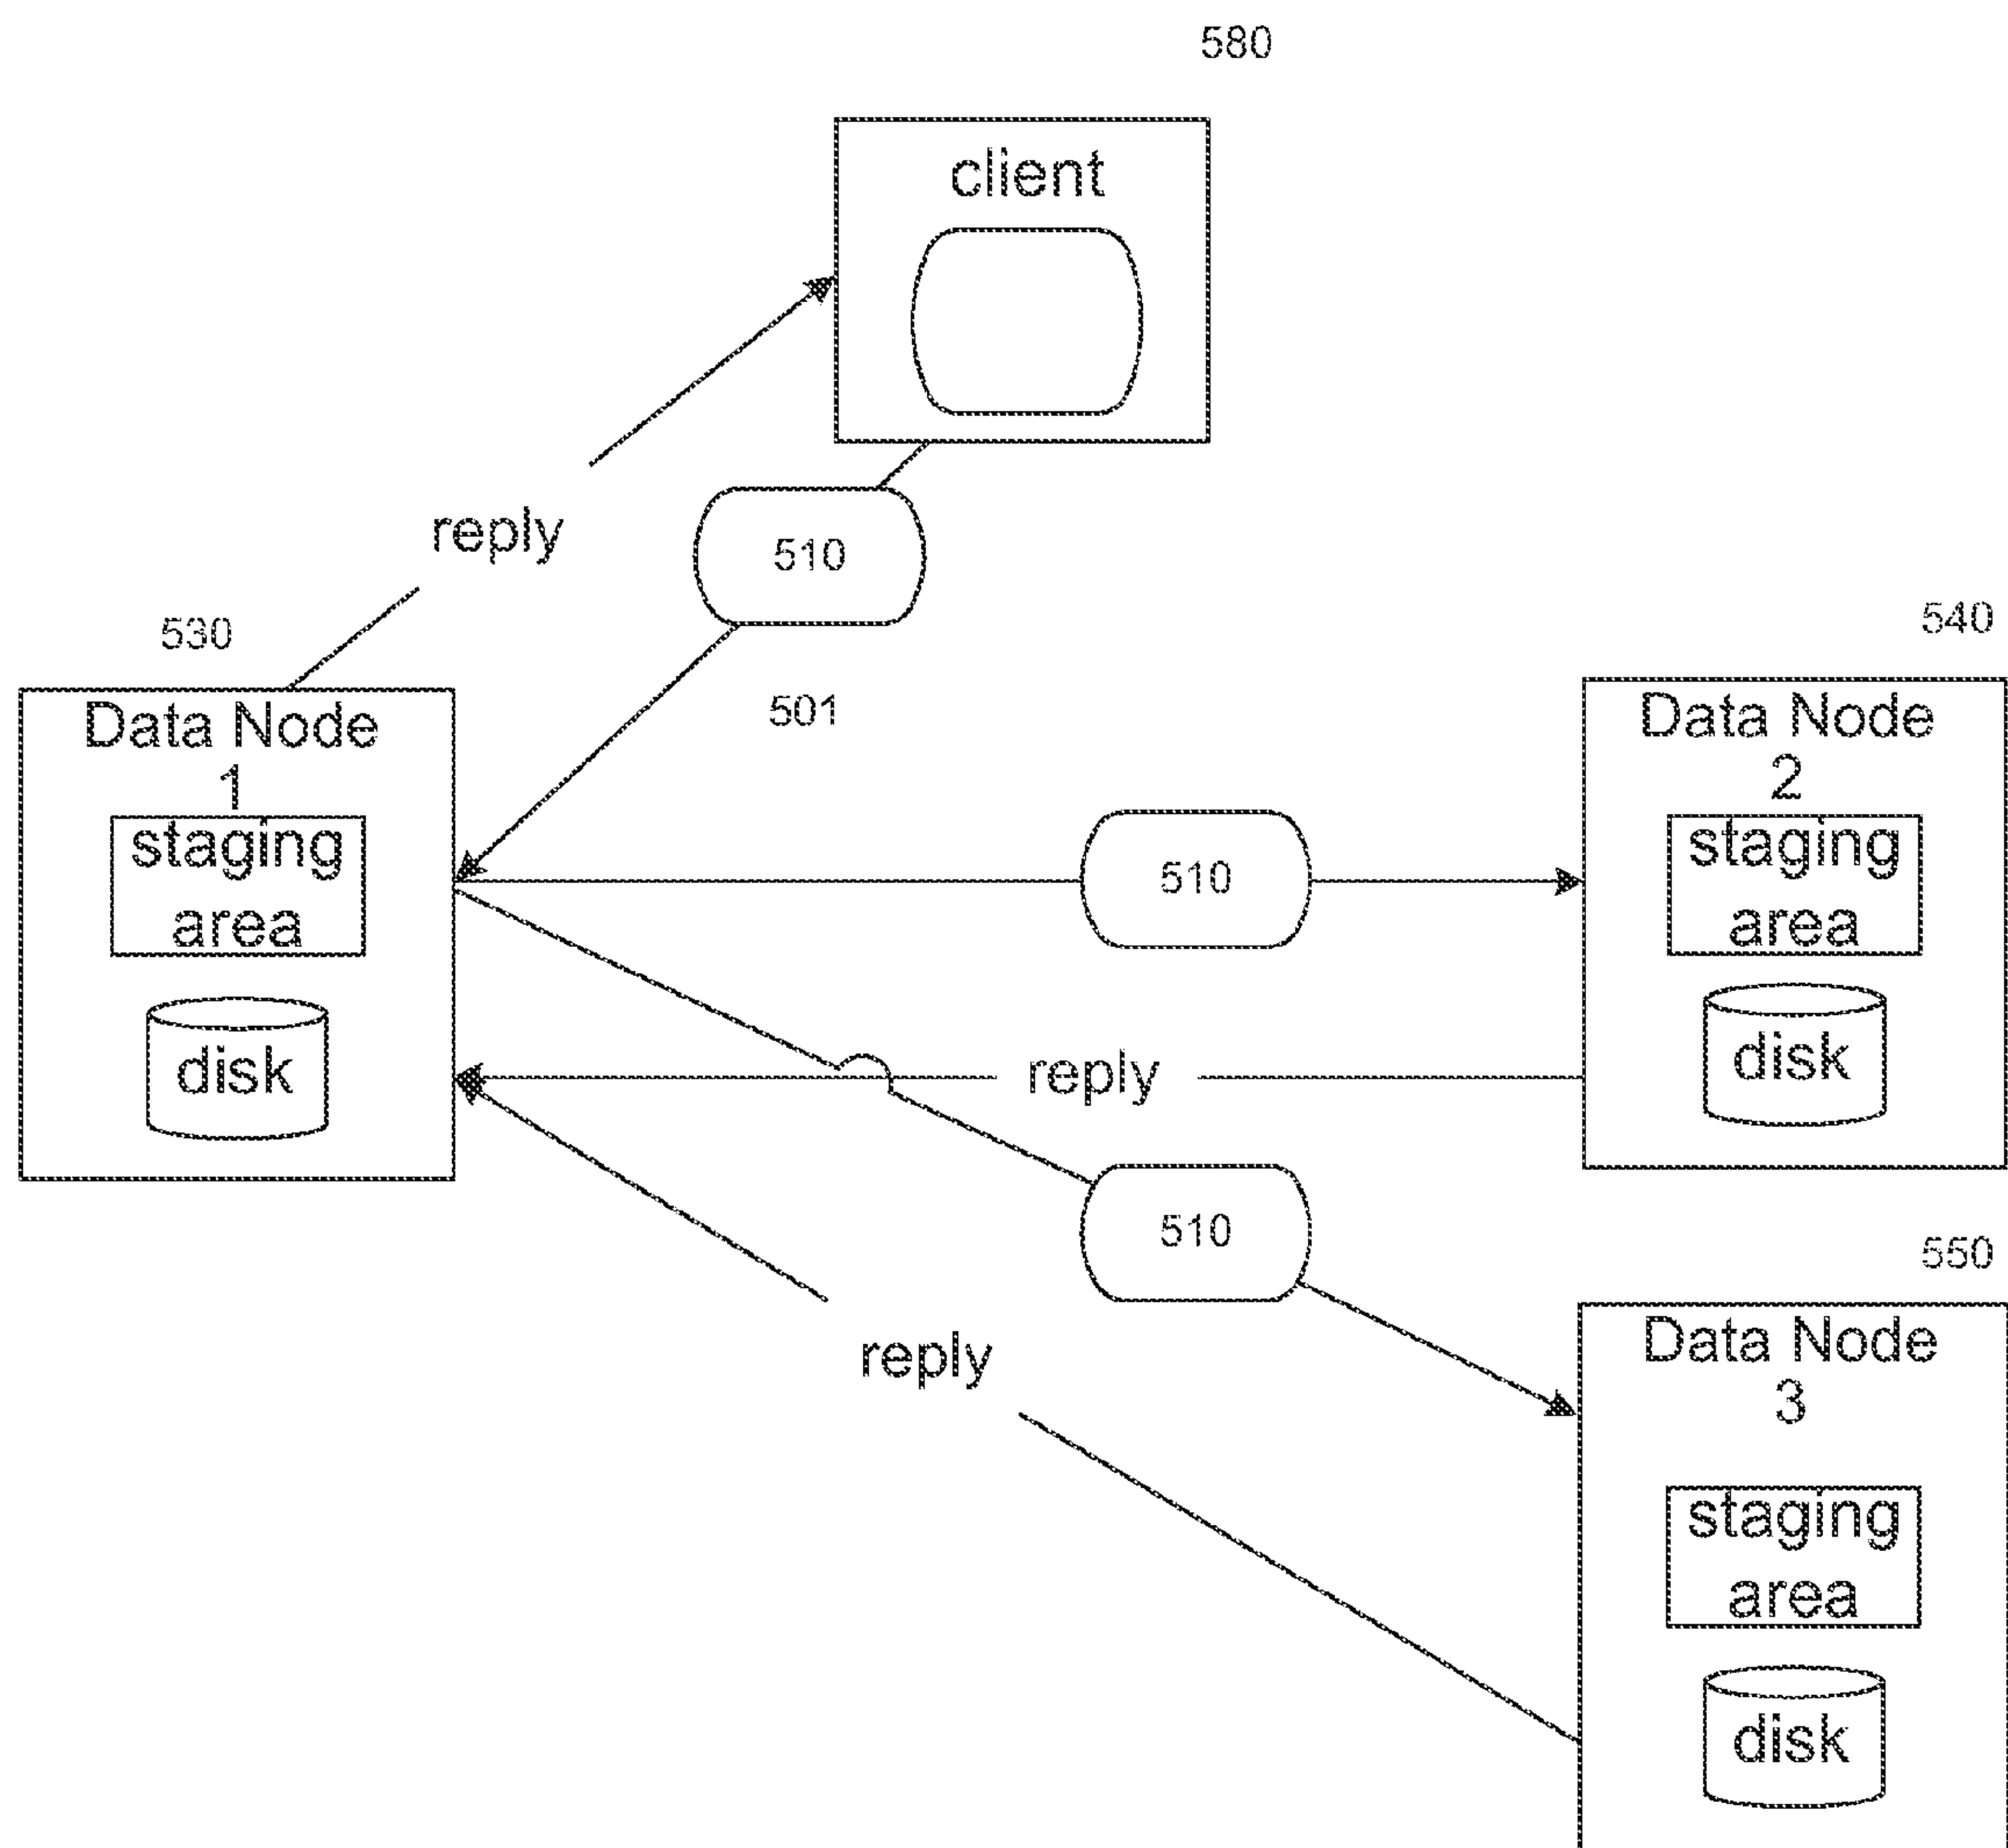 580
client
reply
510
530
540
501
Data Node
1
staging
area
disk
Data Node
2
staging
area
disk
510
reply
510
550
reply
Data Node
3
staging
area
disk